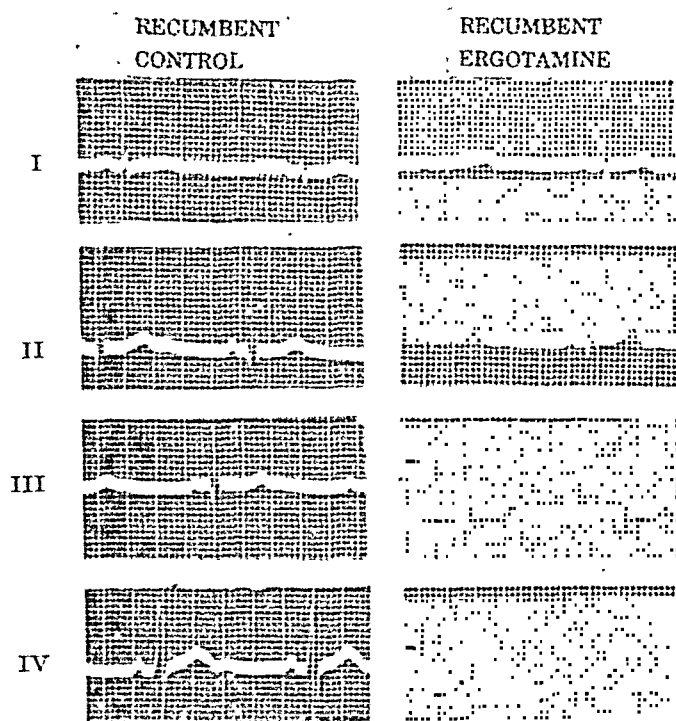 RECUMBENT
CONTROL
RECUMBENT
ERGOTAMINE
I
II
III
IV